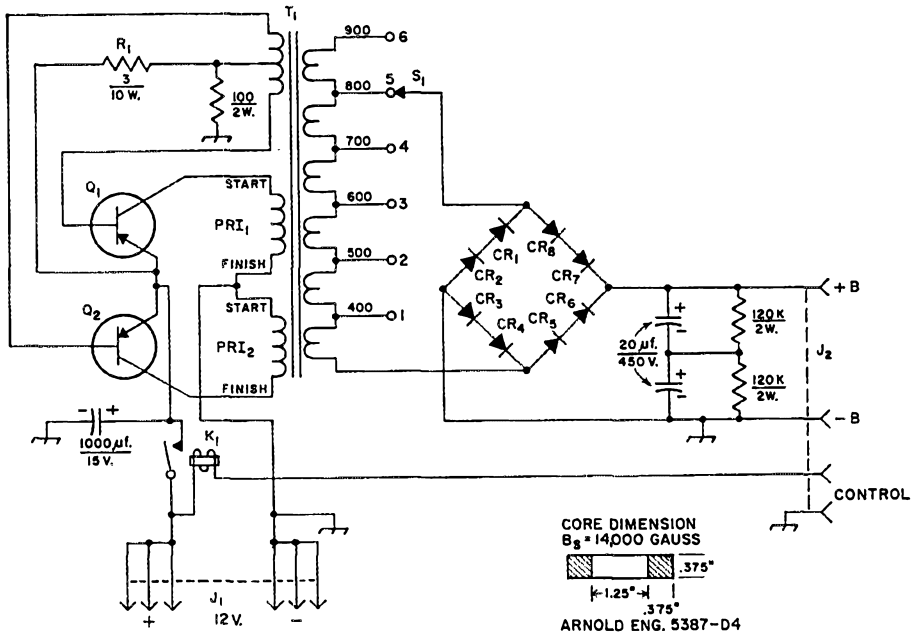 T₁
R₁
3
10 W.
100
2W.
900 6
800 5 S₁
700 4
600 3
500 2
400 1
Q₁
START
PRI₁
FINISH
Q₂
START
PRI₂
FINISH
CR₁
CR₂
CR₃
CR₄
CR₅
CR₆
CR₇
CR₈
+
-
20 µf.
450 V.
+
-
120K
2W.
120K
2W.
+ B
J₂
- B
CONTROL
- +
1000 µf.
15 V.
K₁
J₁
+ 12 V. -
CORE DIMENSION
Bs = 14,000 GAUSS
.375"
1.25"
.375"
ARNOLD ENG. 5387-D4